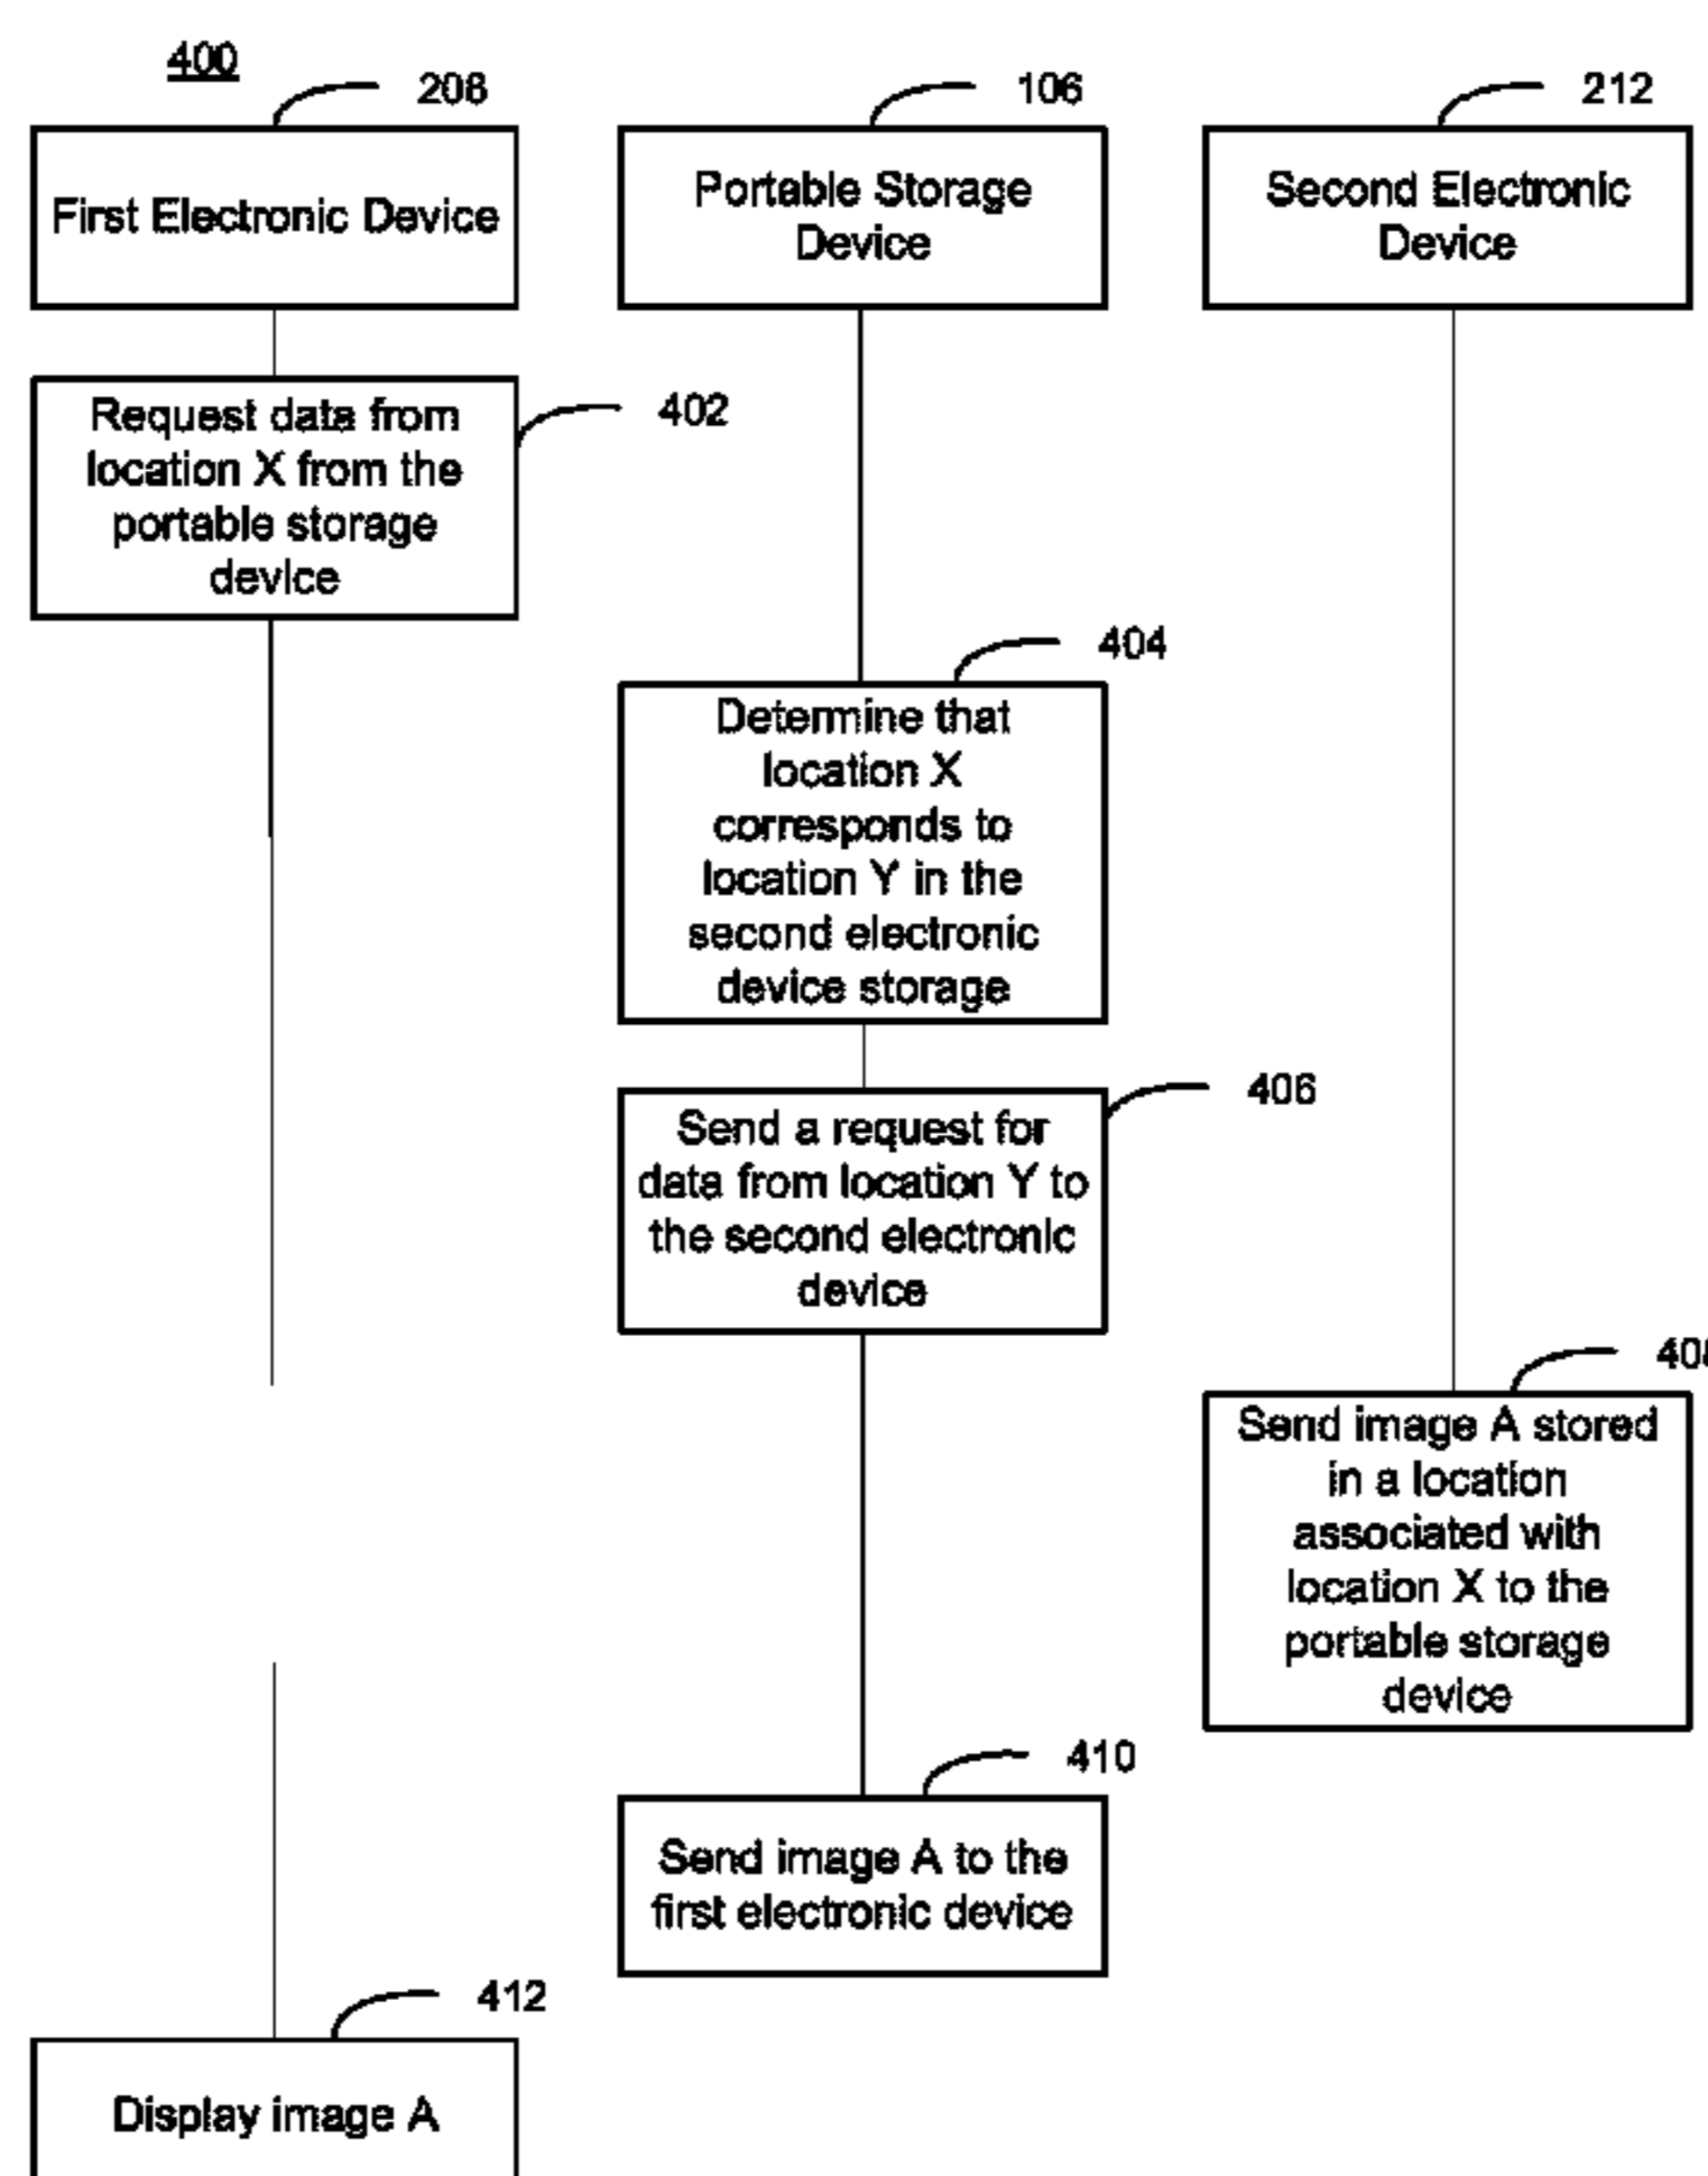 400
208
106
212
First Electronic Device
Portable Storage
Device
Second Electronic
Device
Request data from
location X from the
portable storage
device
402
404
Determine that
location X
corresponds to
location Y in the
second electronic
device storage
406
Send a request for
data from location Y to
the second electronic
device
408
Send image A stored
in a location
associated with
location X to the
portable storage
device
410
Send image A to the
first electronic device
412
Display image A